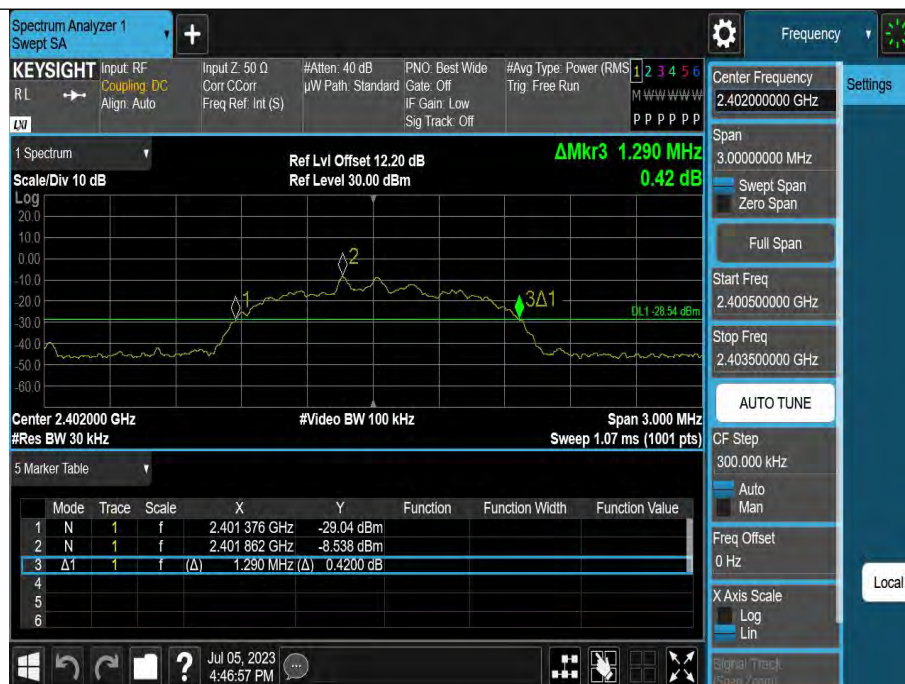 Spectrum Analyzer 1
Swept SA
+
Frequency
KEYSIGHT
RL
LXI
Input: RF
Coupling: DC
Align: Auto
Input Z: 50 Ω
Corr CCorr
Freq Ref: Int (S)
#Atten: 40 dB
µW Path: Standard
PNO: Best Wide
Gate: Off
IF Gain: Low
Sig Track: Off
#Avg Type: Power (RMS
Trig: Free Run
1 2 3 4 5 6
M W W W W W
P P P P P P
1 Spectrum
Scale/Div 10 dB
Ref Lvl Offset 12.20 dB
Ref Level 30.00 dBm
ΔMkr3 1.290 MHz
0.42 dB
Log
20.0
10.0
0.00
-10.0
-20.0
-30.0
-40.0
-50.0
-60.0
1
2
3Δ1
DL1 -28.54 dBm
Center 2.402000 GHz
#Video BW 100 kHz
Span 3.000 MHz
#Res BW 30 kHz
Sweep 1.07 ms (1001 pts)
5 Marker Table
Mode Trace Scale X Y Function Function Width Function Value
1 N 1 f 2.401 376 GHz -29.04 dBm
2 N 1 f 2.401 862 GHz -8.538 dBm
3 Δ1 1 f (Δ) 1.290 MHz (Δ) 0.4200 dB
4
5
6
Jul 05, 2023
4:46:57 PM
?
Center Frequency
2.402000000 GHz
Span
3.00000000 MHz
Swept Span
Zero Span
Full Span
Start Freq
2.400500000 GHz
Stop Freq
2.403500000 GHz
AUTO TUNE
CF Step
300.000 kHz
Auto
Man
Freq Offset
0 Hz
X Axis Scale
Log
Lin
Signal Track
(Span Zoom)
Settings
Local